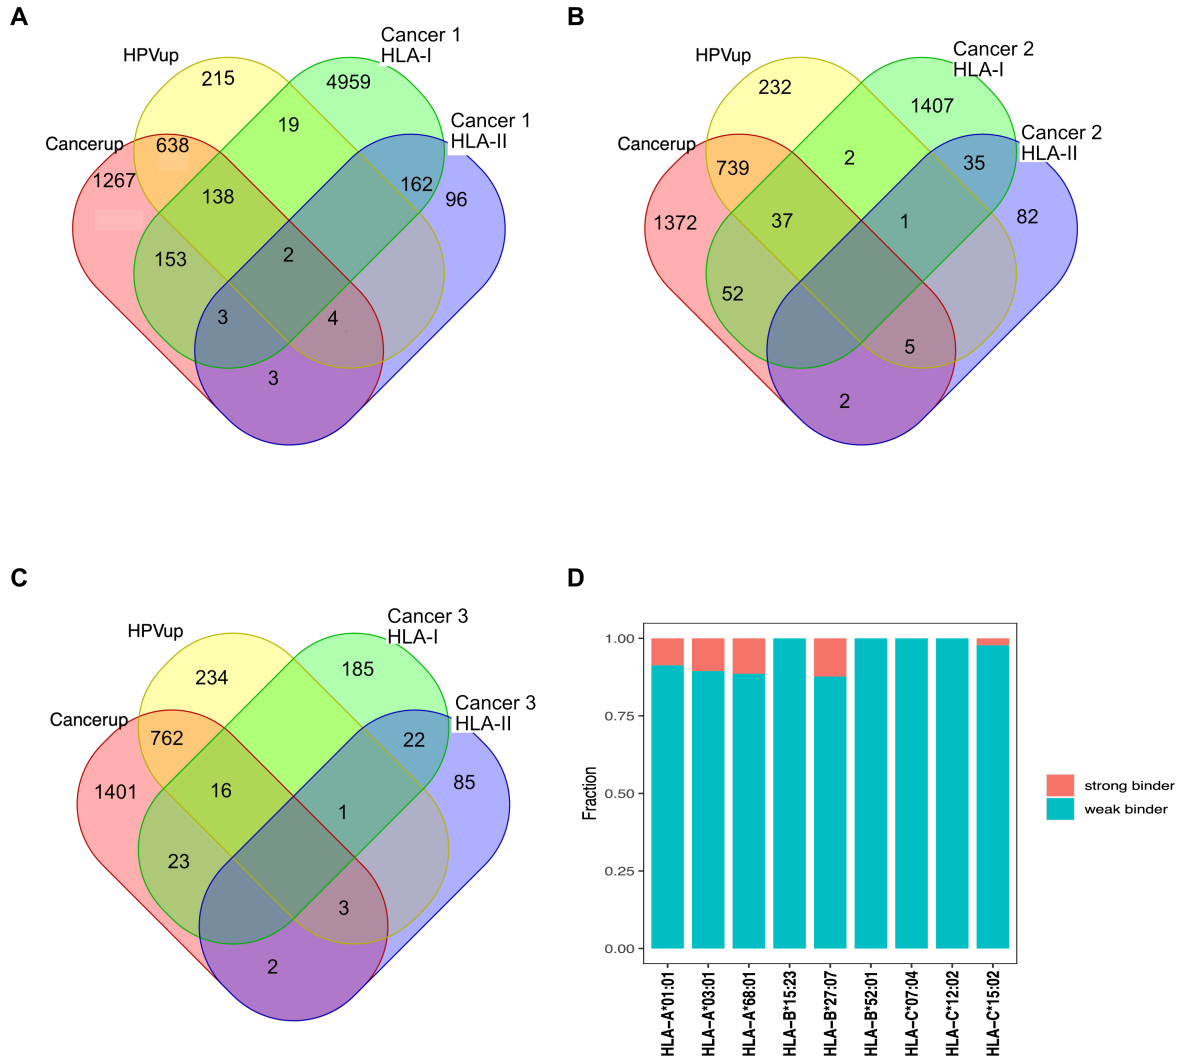 A
HPVup
Cancer 1
HLA-I
Cancer 1
HLA-II
Cancerup
215
4959
19
638
1267
138
162
96
153
2
3
4
3
B
HPVup
Cancer 2
HLA-I
Cancer 2
HLA-II
Cancerup
232
1407
2
35
739
1372
37
1
82
52
5
2
C
HPVup
Cancer 3
HLA-I
Cancer 3
HLA-II
Cancerup
234
185
762
22
1401
16
1
85
23
3
2
D
1.00
0.75
0.50
0.25
0.00
Fraction
HLA–A*01:01
HLA–A*03:01
HLA–A*68:01
HLA–B*15:23
HLA–B*27:07
HLA–B*52:01
HLA–C*07:04
HLA–C*12:02
HLA–C*15:02
strong binder
weak binder